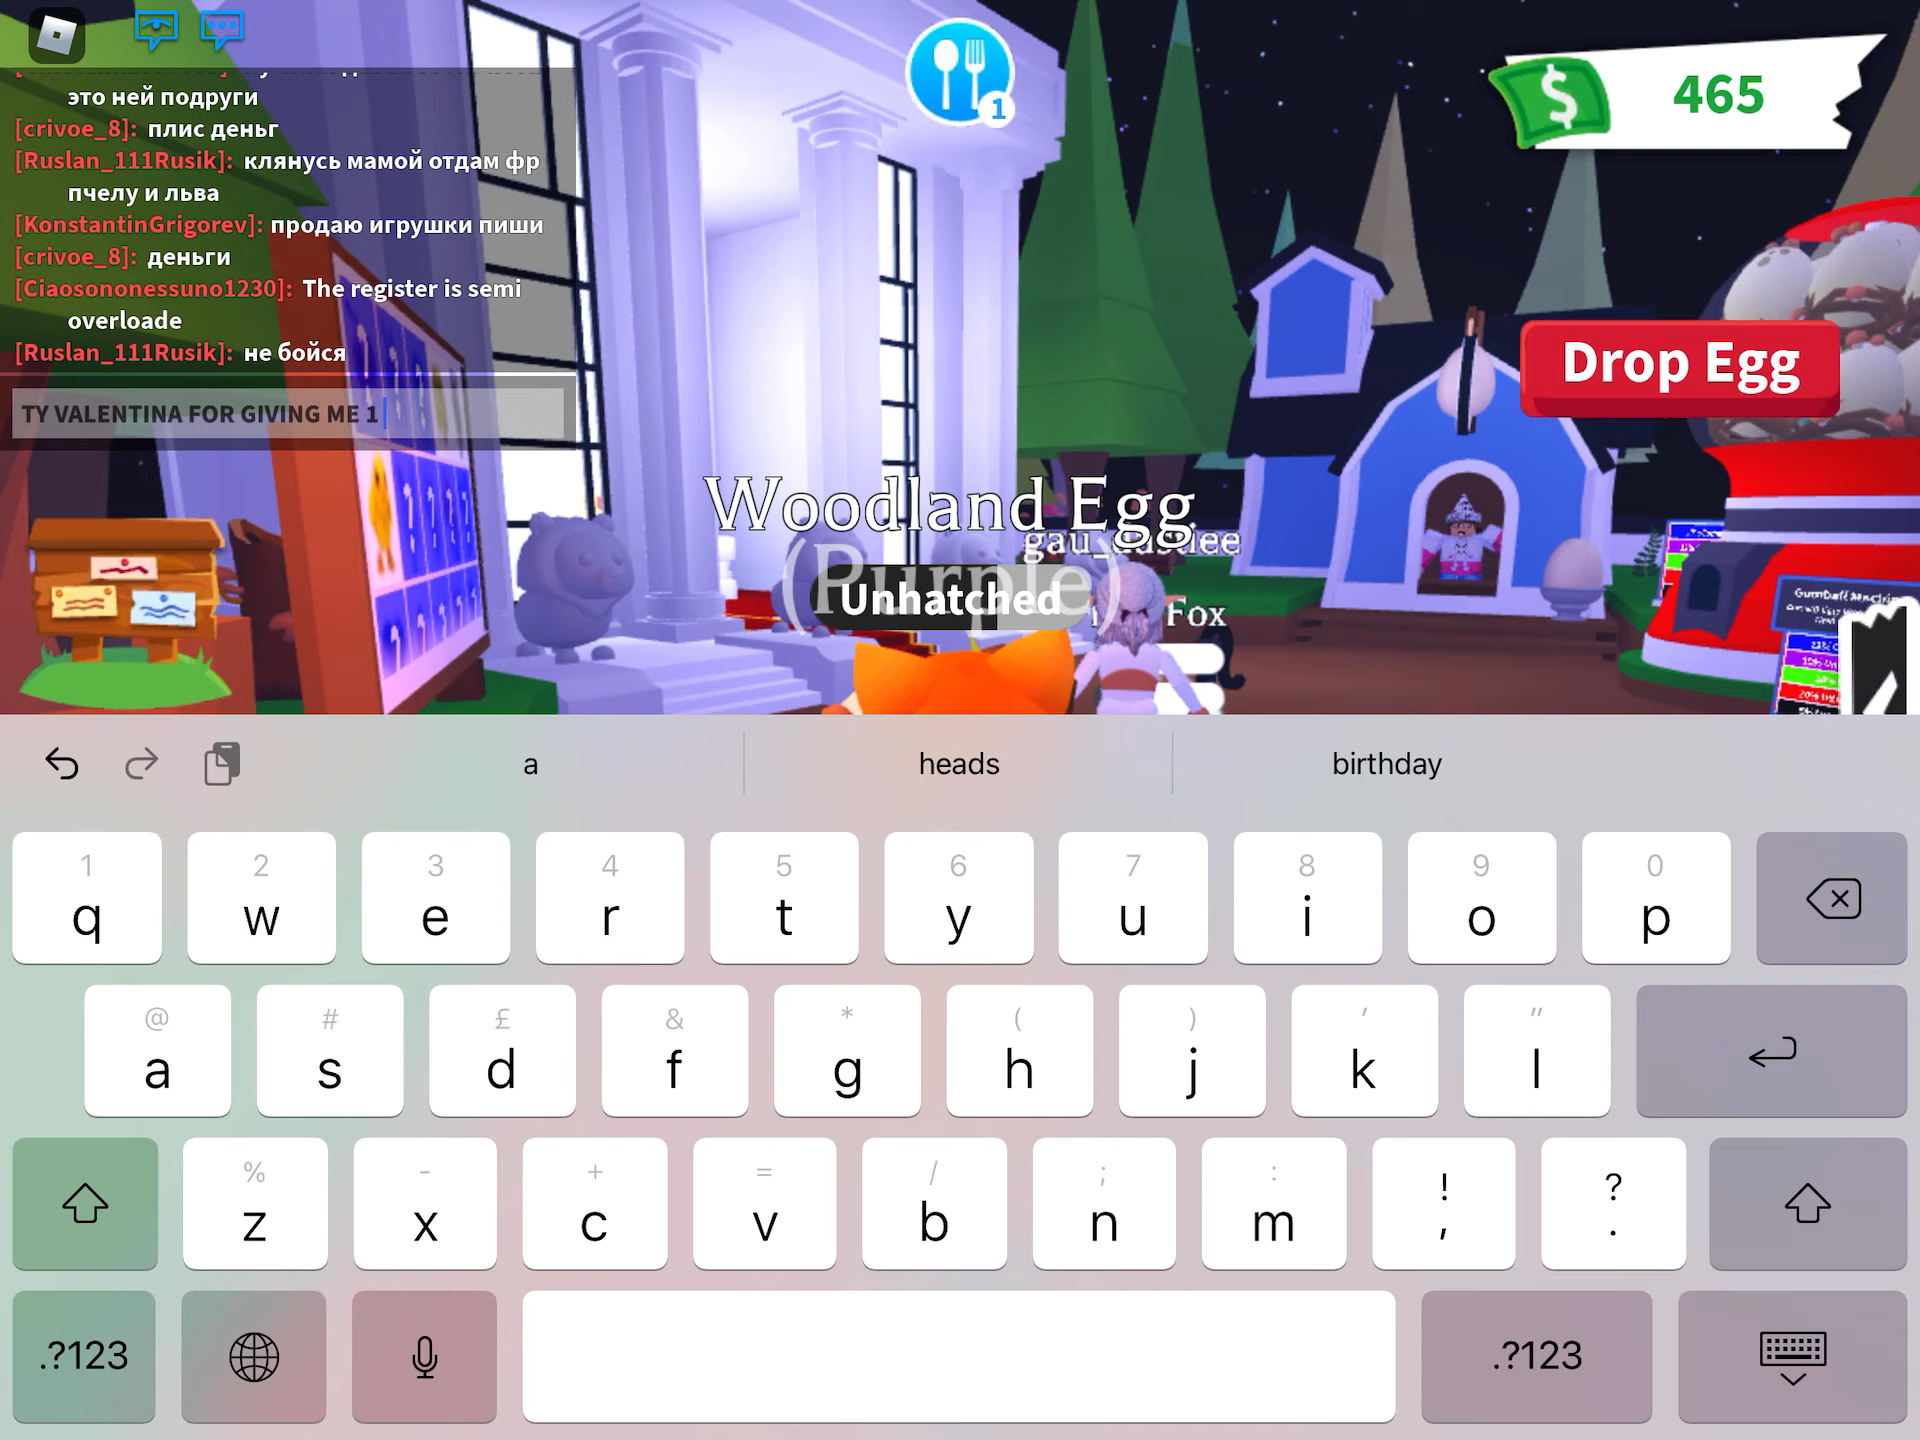 это ней подруги
[crivoe_8]: плис деньг
[Ruslan_111Rusik]: клянусь мамой отдам фр
пчелу и льва
[KonstantinGrigorev]: продаю игрушки пиши
[crivoe_8]: деньги
[Ciaosononessuno1230]: The register is semi
overloade
[Ruslan_111Rusik]: не бойся
TY VALENTINA FOR GIVING ME 1
1
$ 465
Drop Egg
Woodland Egg
(Purple)
Unhatched
Fox
a heads birthday
1 2 3 4 5 6 7 8 9 0
q w e r t y u i o p
@ # £ & * ( ) ' "
a s d f g h j k l
% - + = / ; : ! ?
z x c v b n m , .
.?123 .?123